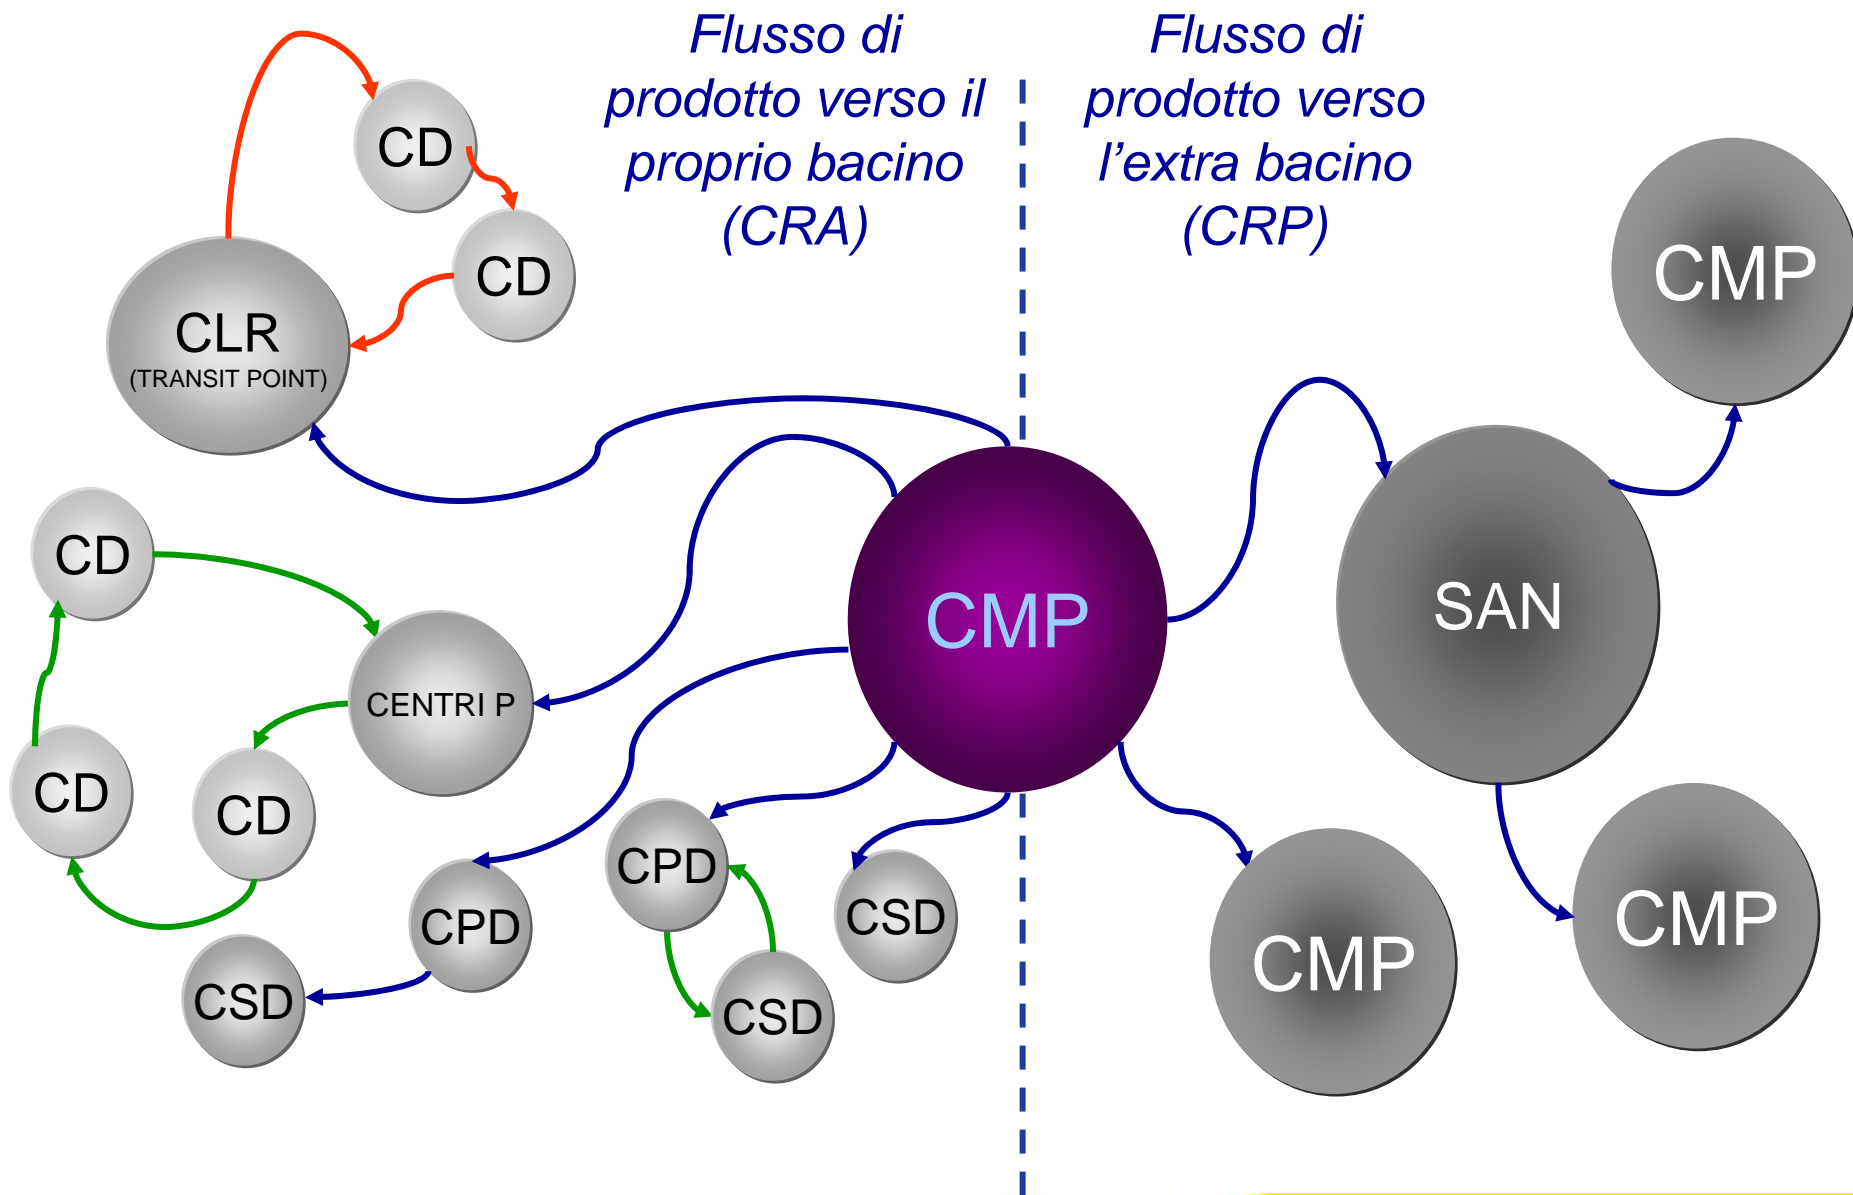 Flusso di
prodotto verso il
proprio bacino
(CRA)
Flusso di
prodotto verso
l’extra bacino
(CRP)
CD
CD
CLR
(TRANSIT POINT)
CMP
CD
CENTRI P
CMP
SAN
CD
CD
CPD
CSD
CPD
CSD
CSD
CMP
CMP